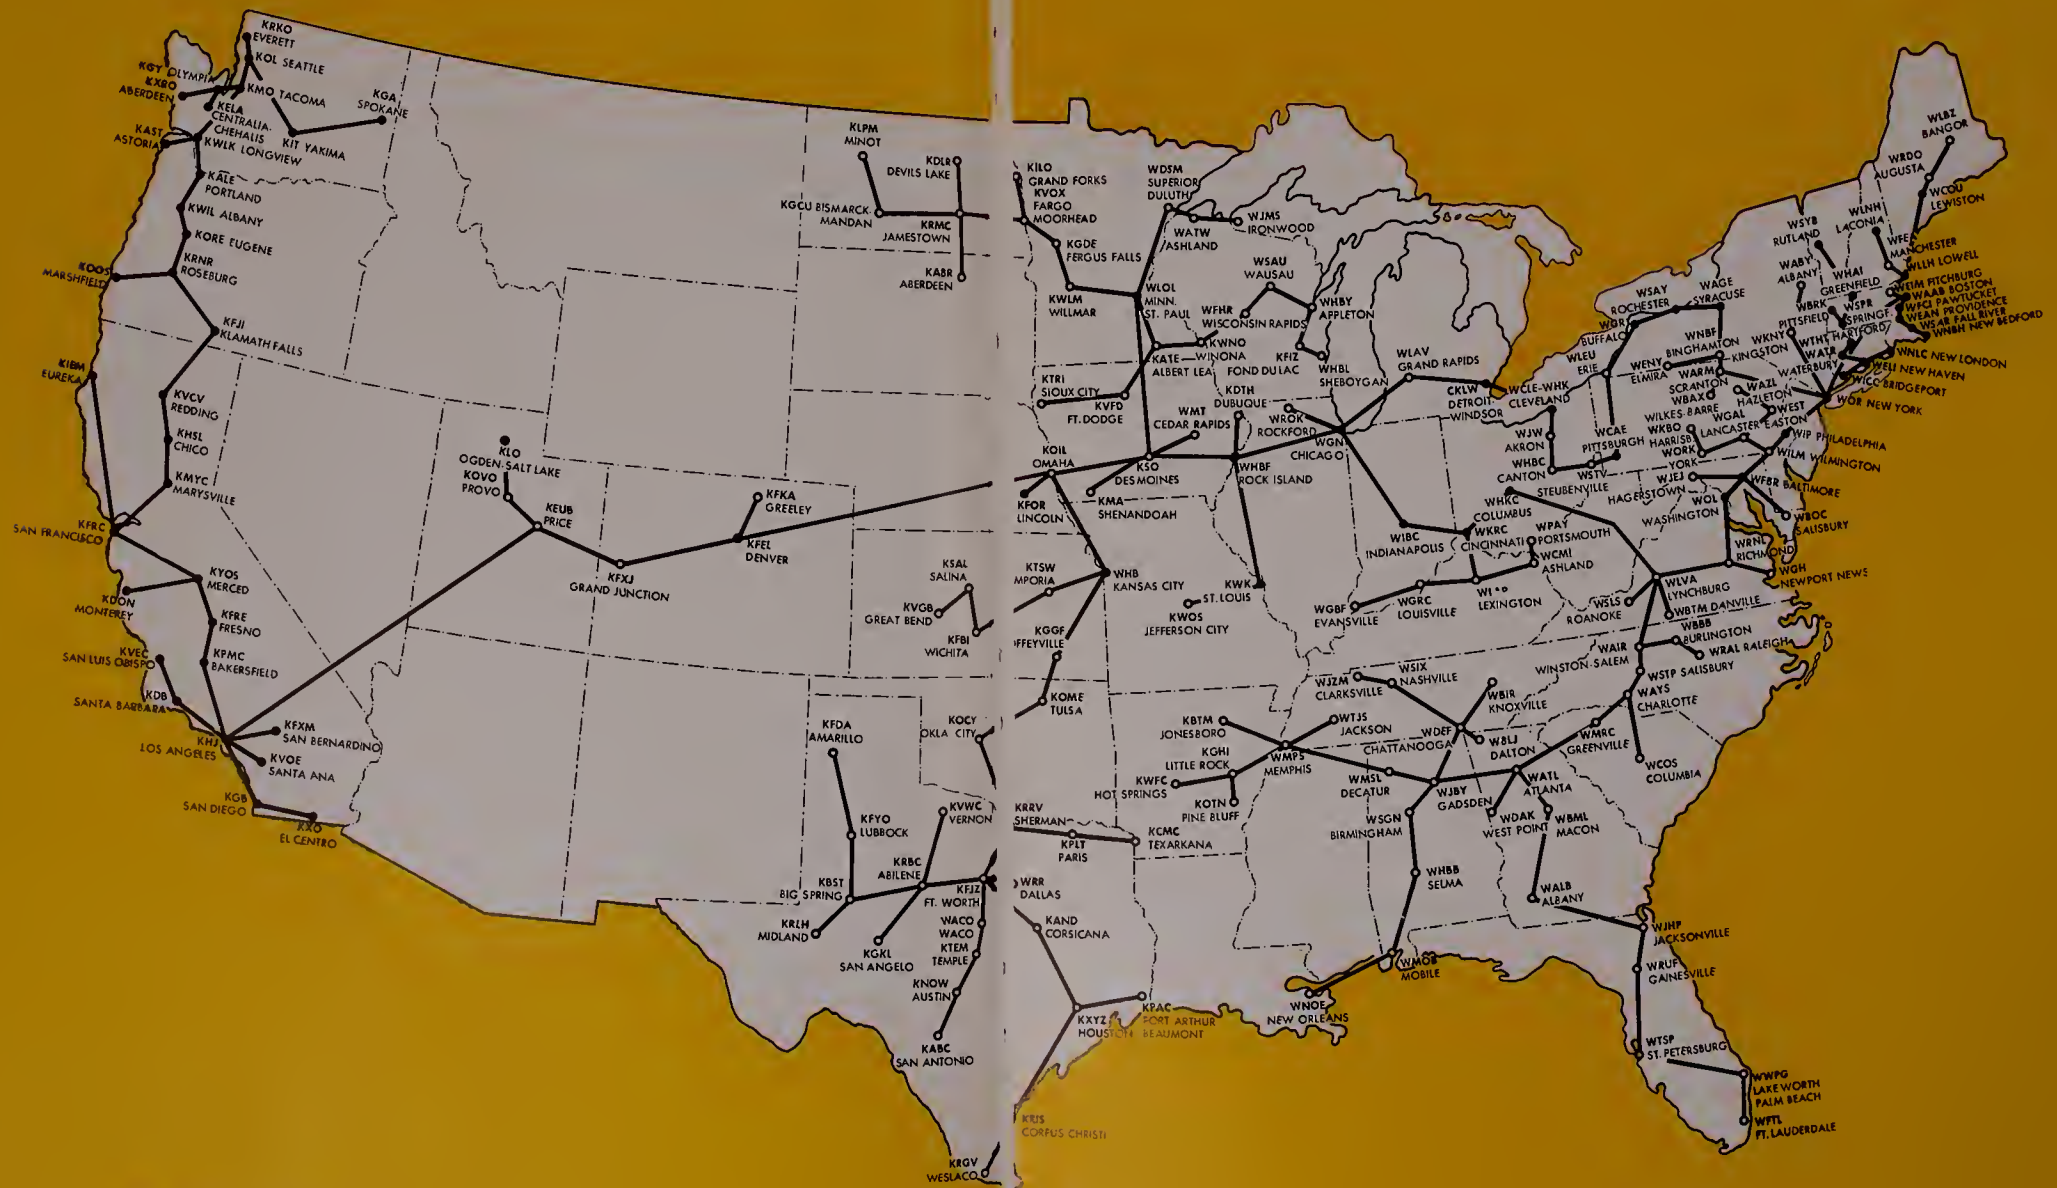 KRKO
EVERETT
KOL SEATTLE
KGY OLYMPIA
KXRO
ABERDEEN
KMO TACOMA
KGA
SPOKANE
KELA
CENTRALIA-
CHEHALIS
KIT YAKIMA
KAST
ASTORIA
KWLK LONGVIEW
KALE
PORTLAND
KWIL ALBANY
KORE EUGENE
KRNR
ROSEBURG
KOOS
MARSHFIELD
KFJI
KLAMATH FALLS
KIEM
EUREKA
KVCV
REDDING
KHSL
CHICO
KMYC
MARYSVILLE
KFRC
SAN FRANCISCO
KYOS
MERCED
KDON
MONTEREY
KFRE
FRESNO
KVEC
SAN LUIS OBISPO
KPMC
BAKERSFIELD
KDB
SANTA BARBARA
KHJ
LOS ANGELES
KFXM
SAN BERNARDINO
KVOE
SANTA ANA
KGB
SAN DIEGO
KXO
EL CENTRO
KLO
OGDEN-SALT LAKE
KOVO
PROVO
KEUB
PRICE
KFXJ
GRAND JUNCTION
KFKA
GREELEY
KFEL
DENVER
KLPM
MINOT
KDLR
DEVILS LAKE
KGCU BISMARCK-
MANDAN
KRMC
JAMESTOWN
KABR
ABERDEEN
KSAL
SALINA
KVGB
GREAT BEND
KFBI
WICHITA
KOCY
OKLA CITY
KFDA
AMARILLO
KFYO
LUBBOCK
KVWC
VERNON
KRBC
ABILENE
KBST
BIG SPRING
KFJZ
FT. WORTH
KRLH
MIDLAND
KGKL
SAN ANGELO
WACO
WACO
KTEM
TEMPLE
KNOW
AUSTIN
KABC
SAN ANTONIO
KRGV
WESLACO
KILO
GRAND FORKS
KVOX
FARGO
MOORHEAD
KGDE
FERGUS FALLS
KWLM
WILLMAR
WDSM
SUPERIOR
DULUTH
WATW
ASHLAND
WJMS
IRONWOOD
WLOL
MINN.
ST. PAUL
WSAU
WAUSAU
WFHR
WISCONSIN RAPIDS
WHBY
APPLETON
KWNO
WINONA
KATE
ALBERT LEA
KFIZ
FOND DU LAC
WHBL
SHEBOYGAN
KTRI
SIOUX CITY
KVFD
FT. DODGE
WMT
CEDAR RAPIDS
KDTH
DUBUQUE
WROK
ROCKFORD
WGN
CHICAGO
WLAV
GRAND RAPIDS
CKLW
DETROIT-
WINDSOR
KOIL
OMAHA
KSO
DES MOINES
WHBF
ROCK ISLAND
KFOR
LINCOLN
KMA
SHENANDOAH
KTSW
MPORIA
WHB
KANSAS CITY
KWK
ST. LOUIS
KWOS
JEFFERSON CITY
KGGF
OFFEYVILLE
KOME
TULSA
KRRV
SHERMAN
KPLT
PARIS
KCMC
TEXARKANA
WRR
DALLAS
KAND
CORSICANA
KXYZ
HOUSTON
KPAC
PORT ARTHUR
BEAUMONT
KRIS
CORPUS CHRISTI
WCLE-WHK
CLEVELAND
WJW
AKRON
WHBC
CANTON
WSTV
STEUBENVILLE
WCAE
PITTSBURGH
WHKC
COLUMBUS
WIBC
INDIANAPOLIS
WKRC
CINCINNATI
WPAY
PORTSMOUTH
WCMI
ASHLAND
LEXINGTON
WGRC
LOUISVILLE
WGBF
EVANSVILLE
WSIX
NASHVILLE
WJZM
CLARKSVILLE
WBIR
KNOXVILLE
WTJS
JACKSON
KBTM
JONESBORO
KGHI
LITTLE ROCK
WMPS
MEMPHIS
KWFC
HOT SPRINGS
KOTN
PINE BLUFF
WDEF
CHATTANOOGA
WBLJ
DALTON
WMSL
DECATUR
WJBY
GADSDEN
WATL
ATLANTA
WSGN
BIRMINGHAM
WDAK
WEST POINT
WBML
MACON
WHBB
SELMA
WALB
ALBANY
WMOB
MOBILE
WNOE
NEW ORLEANS
WJHP
JACKSONVILLE
WRUF
GAINESVILLE
WTSP
ST. PETERSBURG
WWPG
LAKE WORTH
PALM BEACH
WFTL
FT. LAUDERDALE
WMRC
GREENVILLE
WCOS
COLUMBIA
WAYS
CHARLOTTE
WSTP SALISBURY
WAIR
WINSTON-SALEM
WBBB
BURLINGTON
WRAL RALEIGH
WSLS
ROANOKE
WBTM DANVILLE
WLVA
LYNCHBURG
WRNL
RICHMOND
WGH
NEWPORT NEWS
WOL
WASHINGTON
WBOC
SALISBURY
WFBR BALTIMORE
WJEJ
HAGERSTOWN
WORK
YORK
WILM WILMINGTON
WIP PHILADELPHIA
WKBO
HARRISB.
WGAL
LANCASTER
WEST
EASTON
WAZL
HAZLETON
WBAX
WILKES-BARRE
WARM
SCRANTON
WNBF
BINGHAMTON
WENY
ELMIRA
WLEU
ERIE
WGR
BUFFALO
WSAY
ROCHESTER
WAGE
SYRACUSE
WKNY
KINGSTON
WOR NEW YORK
WICC BRIDGEPORT
WELI NEW HAVEN
WNLC NEW LONDON
WATR
WATERBURY
WTHT HARTFORD
WSPR
SPRINGF.
WBRK
PITTSFIELD
WHAI
GREENFIELD
WABY
ALBANY
WSYB
RUTLAND
WLNH
LACONIA
WFEA
MANCHESTER
WLLH LOWELL
WEIM FITCHBURG
WAAB BOSTON
WFCI PAWTUCKET
WEAN PROVIDENCE
WSAR FALL RIVER
WNBH NEW BEDFORD
WCOU
LEWISTON
WRDO
AUGUSTA
WLBZ
BANGOR